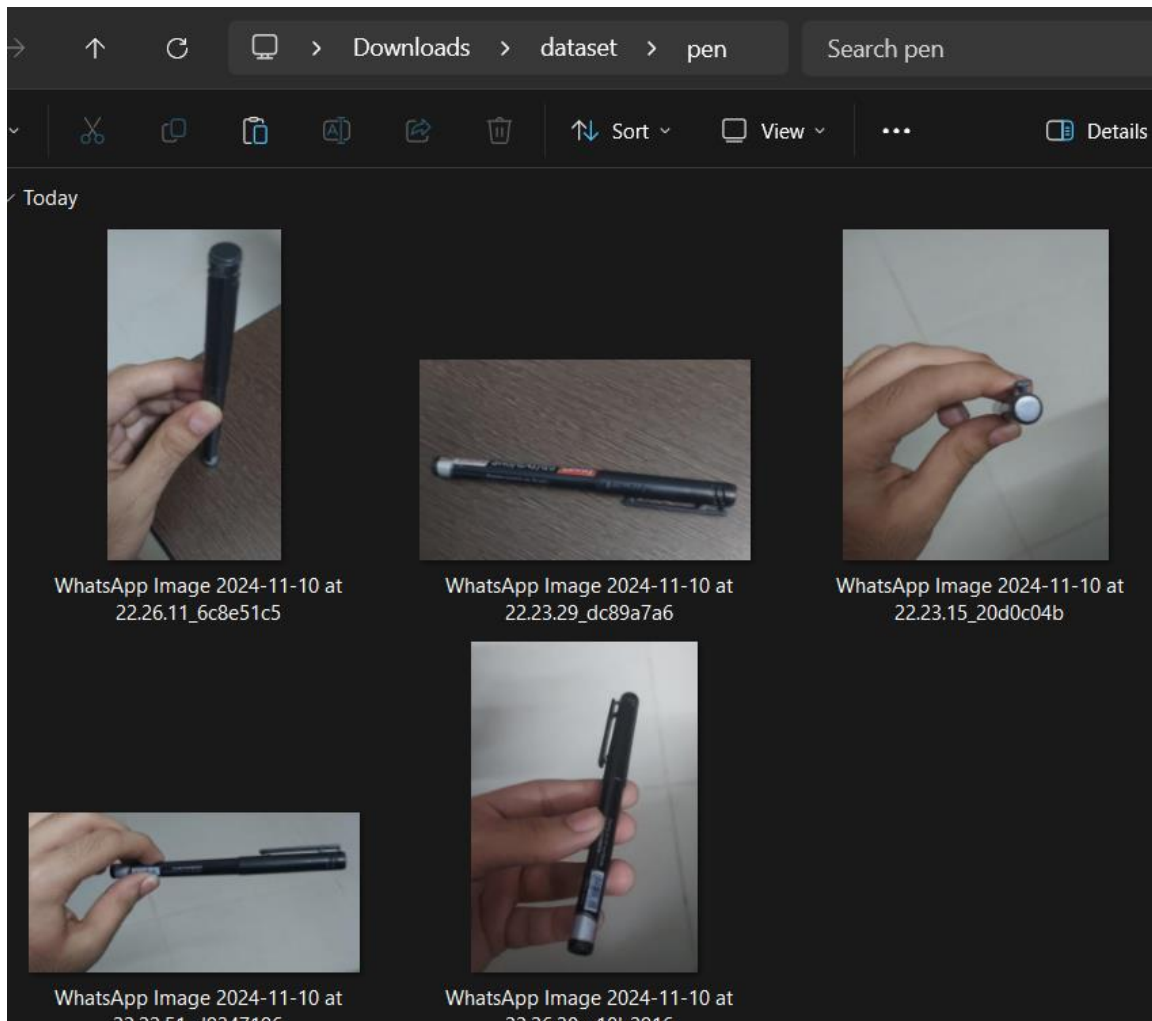 Downloads > dataset > pen
Search pen
Sort
View
Details
Today
WhatsApp Image 2024-11-10 at
22.26.11_6c8e51c5
WhatsApp Image 2024-11-10 at
22.23.29_dc89a7a6
WhatsApp Image 2024-11-10 at
22.23.15_20d0c04b
WhatsApp Image 2024-11-10 at
WhatsApp Image 2024-11-10 at